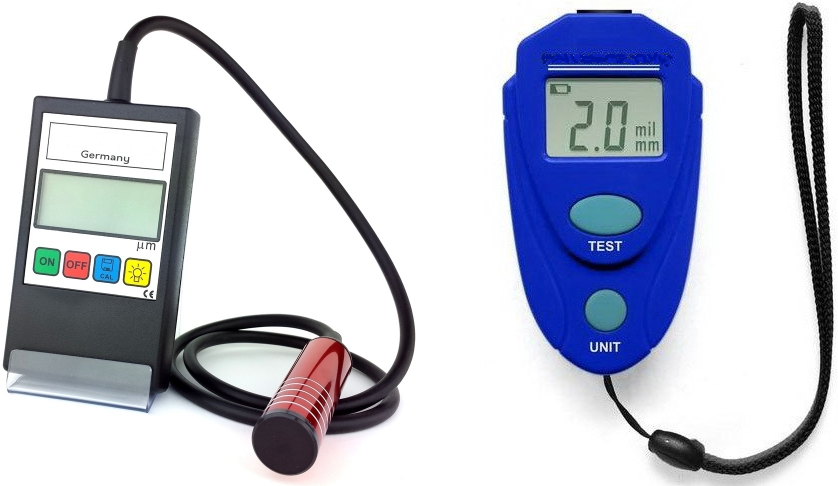 Germany
μm
ON
OFF
CAL
CE
2.0
mil
mm
TEST
UNIT